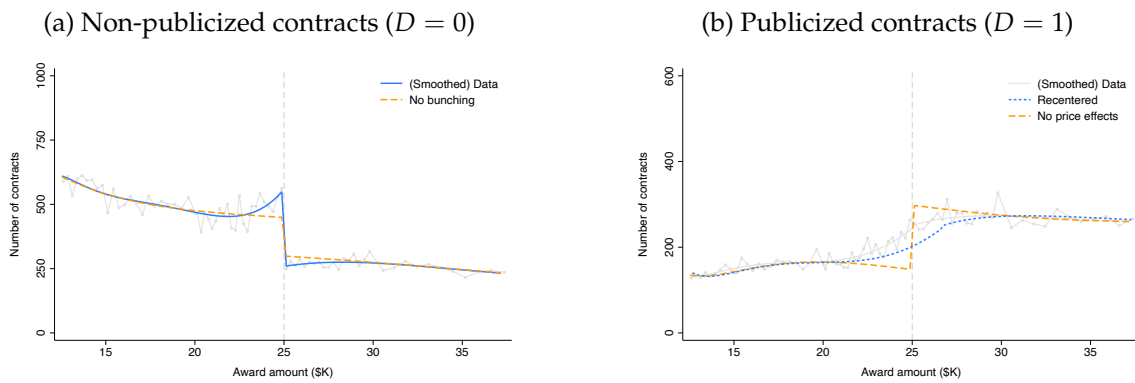 (a) Non-publicized contracts (D = 0)
(Smoothed) Data
No bunching
Number of contracts
1000
750
500
250
0
15
20
25
30
35
Award amount ($K)
(b) Publicized contracts (D = 1)
(Smoothed) Data
Recentered
No price effects
Number of contracts
600
400
200
0
15
20
25
30
35
Award amount ($K)